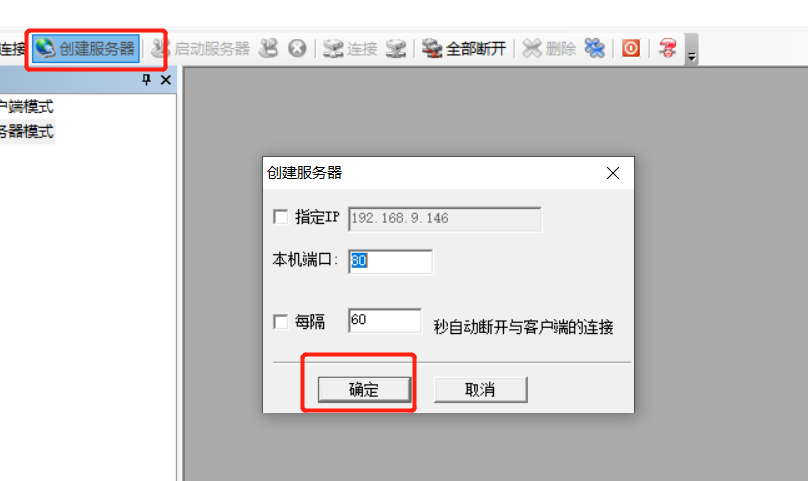 连接 创建服务器 启动服务器 连接 全部断开 删除
户端模式
务器模式
创建服务器
指定IP 192.168.9.146
本机端口: 80
每隔 60 秒自动断开与客户端的连接
确定 取消